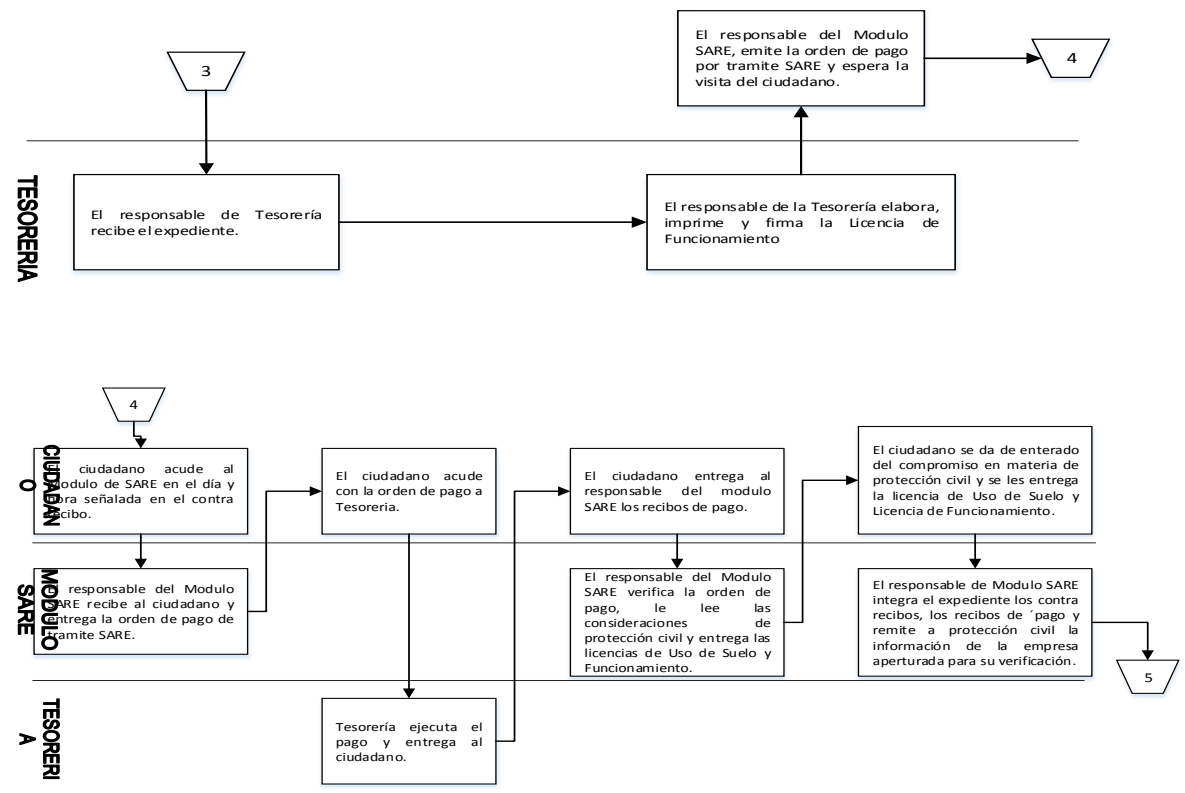 3
El responsable del Modulo
SARE, emite la orden de pago
por tramite SARE y espera la
visita del ciudadano.
4
TESORERIA
El responsable de Tesorería
recibe el expediente.
El responsable de la Tesorería elabora,
imprime y firma la Licencia de
Funcionamiento
4
CIUDADAN
O
El ciudadano acude al
Modulo de SARE en el día y
hora señalada en el contra
recibo.
El ciudadano acude
con la orden de pago a
Tesoreria.
El ciudadano entrega al
responsable del modulo
SARE los recibos de pago.
El ciudadano se da de enterado
del compromiso en materia de
protección civil y se les entrega
la licencia de Uso de Suelo y
Licencia de Funcionamiento.
MODULO
SARE
El responsable del Modulo
SARE recibe al ciudadano y
entrega la orden de pago de
tramite SARE.
El responsable del Modulo
SARE verifica la orden de
pago, le lee las
consideraciones de
protección civil y entrega las
licencias de Uso de Suelo y
Funcionamiento.
El responsable de Modulo SARE
integra el expediente los contra
recibos, los recibos de ´pago y
remite a protección civil la
información de la empresa
aperturada para su verificación.
5
TESORERI
A
Tesorería ejecuta el
pago y entrega al
ciudadano.